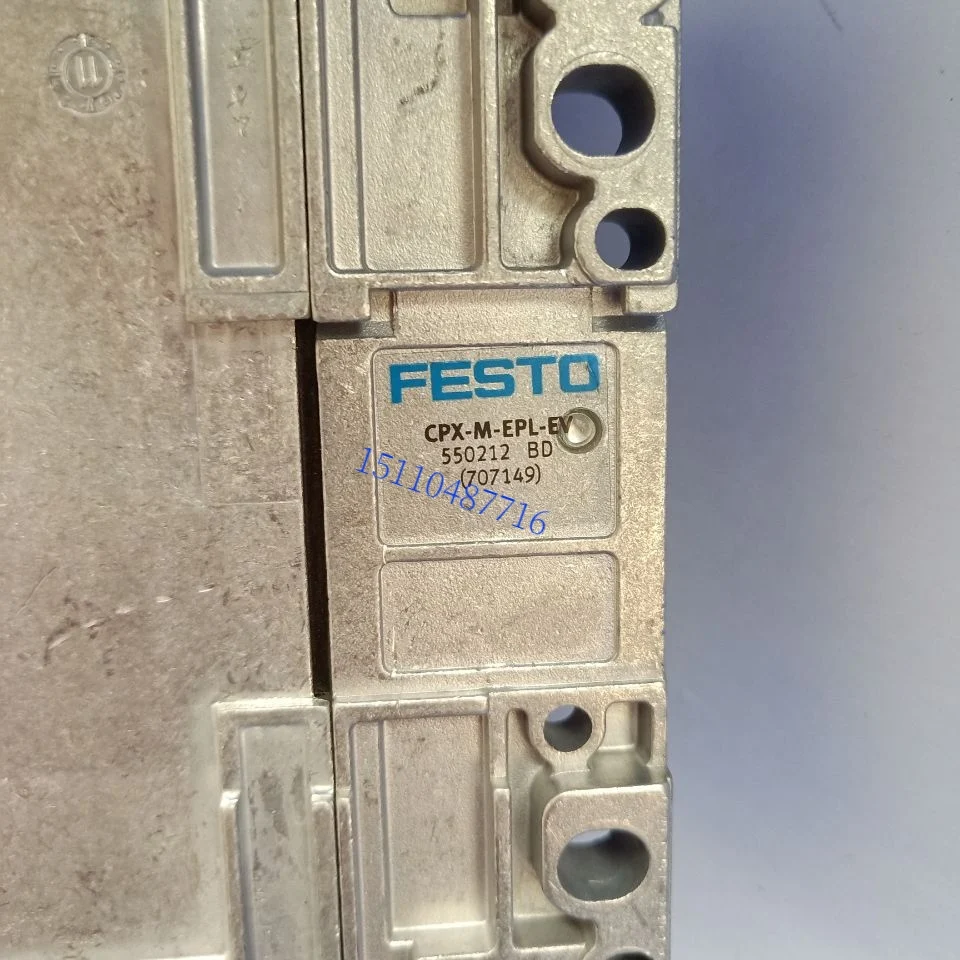 FESTO
CPX-M-EPL-EV
550212 BD
(707149)
15110487716